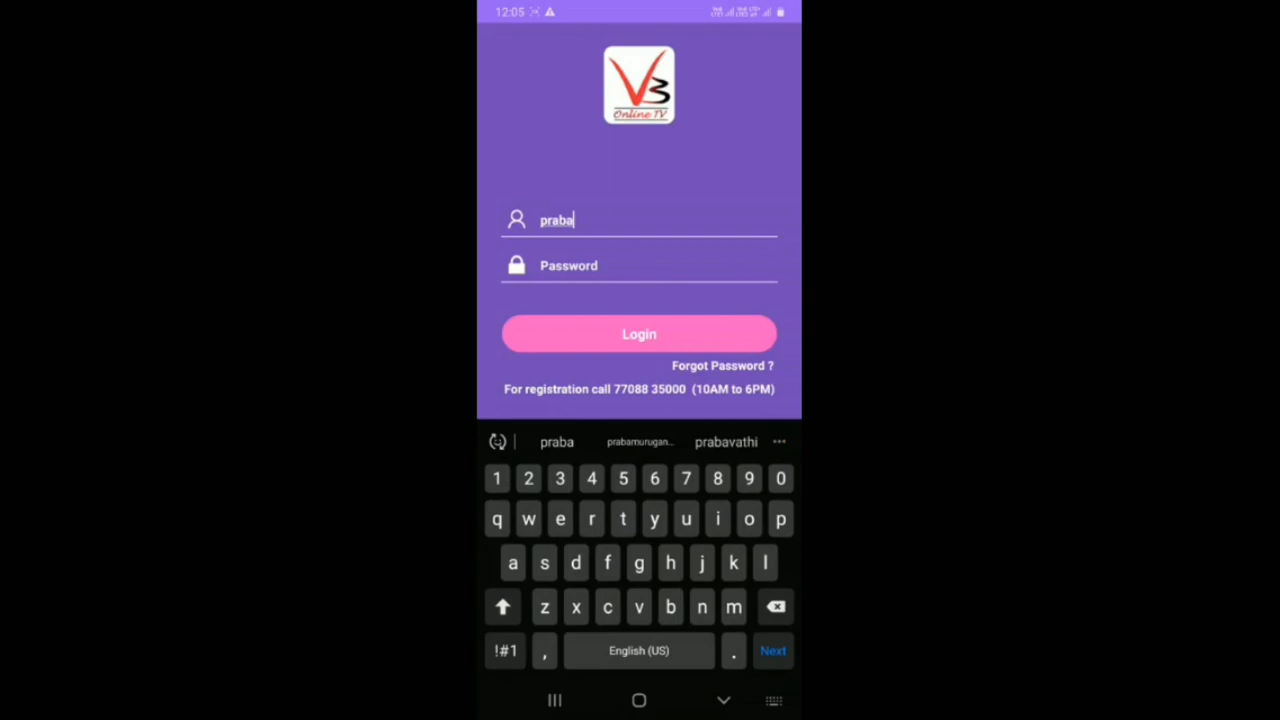 12:05
V3
Online TV
praba
Password
Login
Forgot Password ?
For registration call 77088 35000 (10AM to 6PM)
praba prabamurugan... prabavathi
1 2 3 4 5 6 7 8 9 0
q w e r t y u i o p
a s d f g h j k l
z x c v b n m
!#1 , English (US) . Next